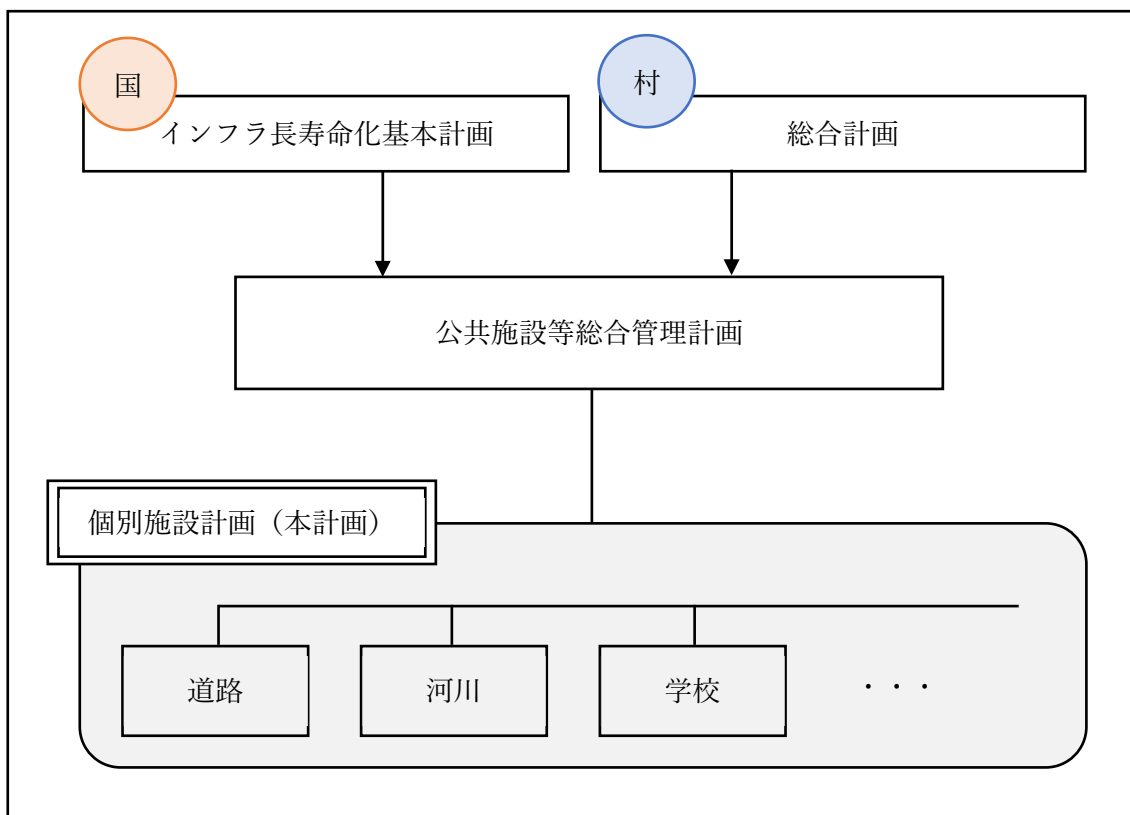 国
インフラ長寿命化基本計画
村
総合計画
公共施設等総合管理計画
個別施設計画（本計画）
道路
河川
学校
・・・